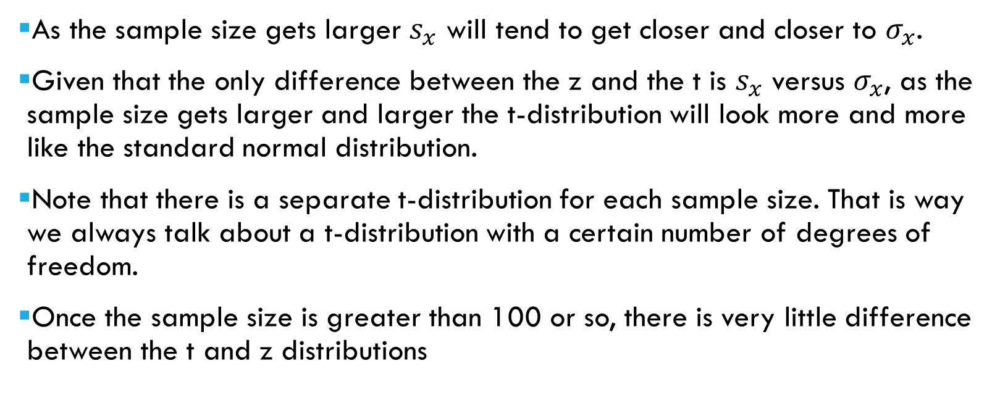 ▪As the sample size gets larger 𝑠ₓ will tend to get closer and closer to 𝜎ₓ.
▪Given that the only difference between the z and the t is 𝑠ₓ versus 𝜎ₓ, as the
sample size gets larger and larger the t-distribution will look more and more
like the standard normal distribution.
▪Note that there is a separate t-distribution for each sample size. That is way
we always talk about a t-distribution with a certain number of degrees of
freedom.
▪Once the sample size is greater than 100 or so, there is very little difference
between the t and z distributions